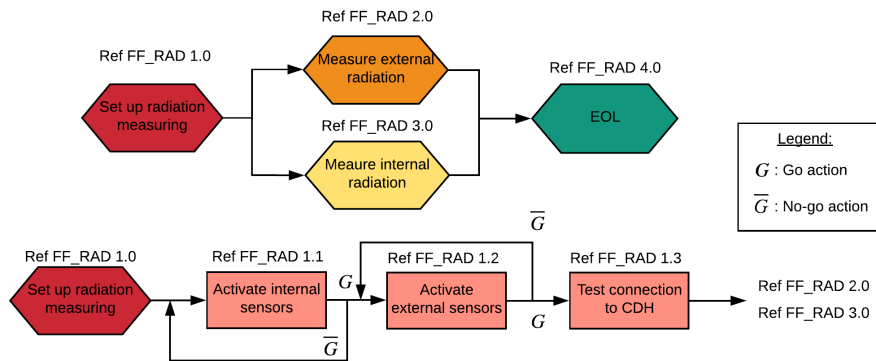 Ref FF_RAD 2.0
Ref FF_RAD 1.0
Measure external
radiation
Ref FF_RAD 4.0
Set up radiation
measuring
EOL
Ref FF_RAD 3.0
Meaure internal
radiation
Legend:
G : Go action
G̅ : No-go action
Ref FF_RAD 1.0
Set up radiation
measuring
Ref FF_RAD 1.1
Activate internal
sensors
G
G̅
Ref FF_RAD 1.2
Activate
external sensors
G̅
G
Ref FF_RAD 1.3
Test connection
to CDH
Ref FF_RAD 2.0
Ref FF_RAD 3.0